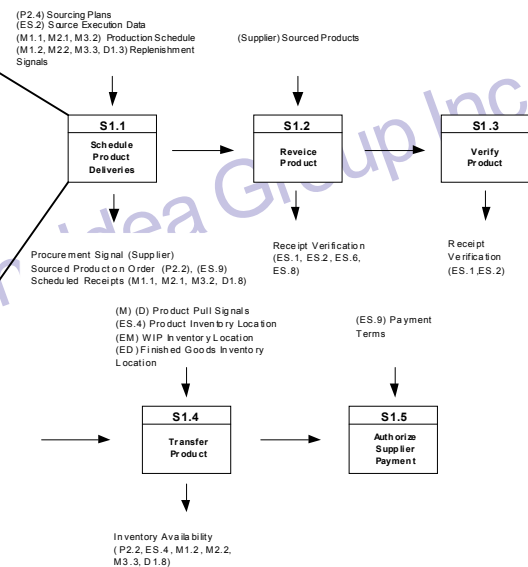 (P2.4) Sourcing Plans
(ES.2) Source Execution Data
(M1.1, M2.1, M3.2) Production Schedule
(M1.2, M2.2, M3.3, D1.3) Replenishment
Signals
(Supplier) Sourced Products
S1.1
Schedule
Product
Deliveries
S1.2
Reveice
Product
S1.3
Verify
Product
Procurement Signal (Supplier)
Sourced Product on Order (P2.2), (ES.9)
Scheduled Receipts (M1.1, M2.1, M3.2, D1.8)
Receipt Verification
(ES.1, ES.2, ES.6,
ES.8)
Receipt
Verification
(ES.1,ES.2)
(M) (D) Product Pull Signals
(ES.4) Product Inventory Location
(EM) WIP Inventory Location
(ED) Finished Goods Inventory
Location
(ES.9) Payment
Terms
S1.4
Transfer
Product
S1.5
Authorize
Supplier
Payment
Inventory Availability
( P2.2, ES.4, M1.2, M2.2,
M3.3, D1.8)
Idea Group Inc